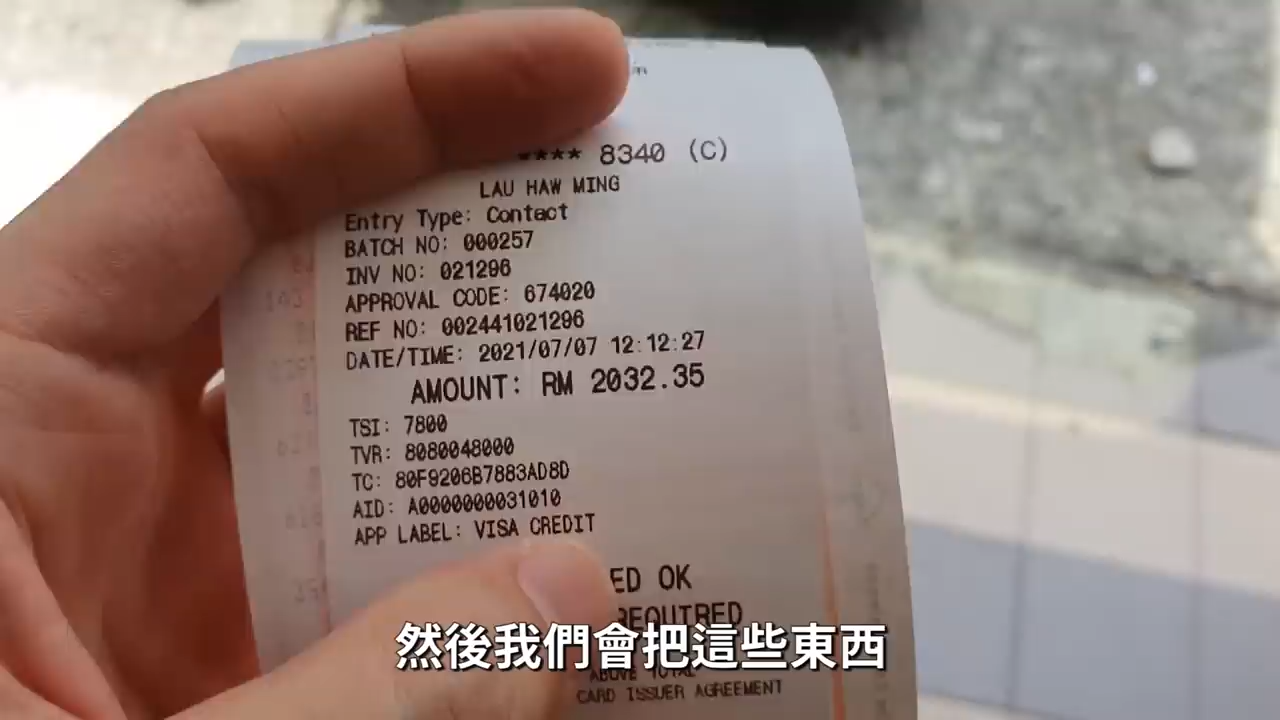 **** 8340 (C)
LAU HAW MING
Entry Type: Contact
BATCH NO: 000257
INV NO: 021296
APPROVAL CODE: 674020
REF NO: 002441021296
DATE/TIME: 2021/07/07 12:12:27
AMOUNT: RM 2032.35
TSI: 7800
TVR: 8080048000
TC: 80F9206B7883AD8D
AID: A0000000031010
APP LABEL: VISA CREDIT
ED OK
REQUIRED
然後我們會把這些東西
ABOVE TOTAL
CARD ISSUER AGREEMENT